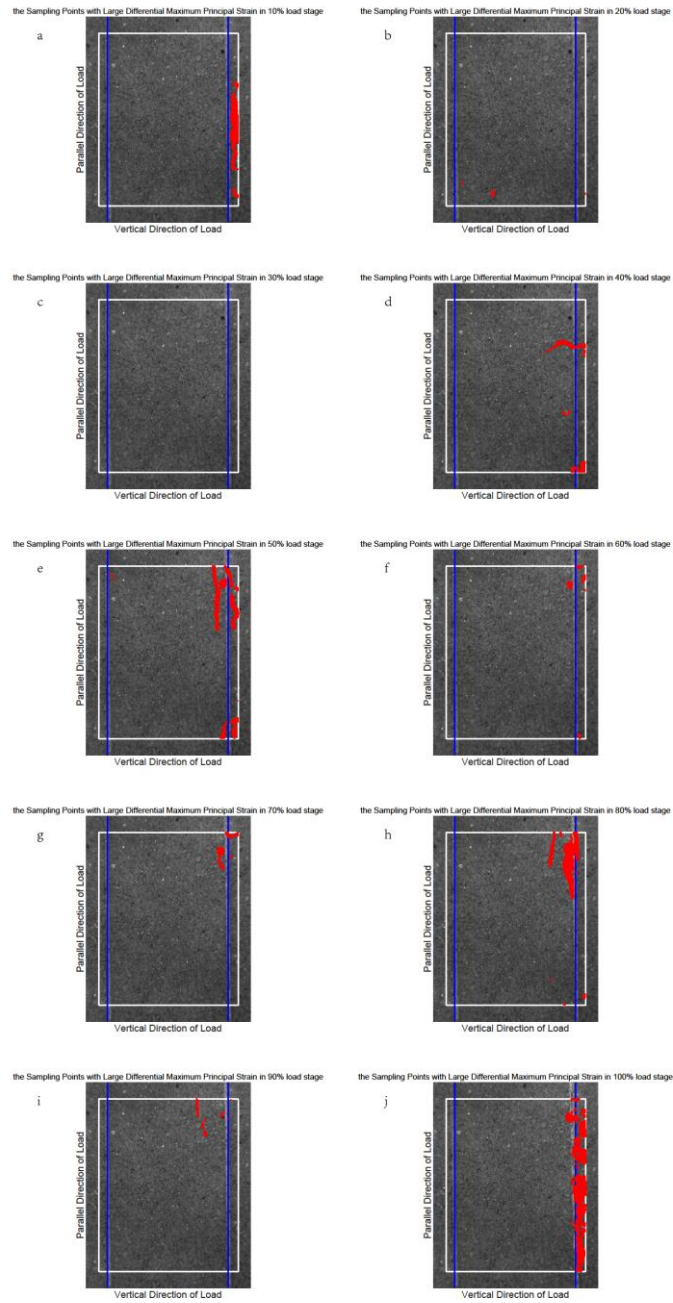 the Sampling Points with Large Differential Maximum Principal Strain in 10% load stage
a
Parallel Direction of Load
Vertical Direction of Load
the Sampling Points with Large Differential Maximum Principal Strain in 20% load stage
b
Parallel Direction of Load
Vertical Direction of Load
the Sampling Points with Large Differential Maximum Principal Strain in 30% load stage
c
Parallel Direction of Load
Vertical Direction of Load
the Sampling Points with Large Differential Maximum Principal Strain in 40% load stage
d
Parallel Direction of Load
Vertical Direction of Load
the Sampling Points with Large Differential Maximum Principal Strain in 50% load stage
e
Parallel Direction of Load
Vertical Direction of Load
the Sampling Points with Large Differential Maximum Principal Strain in 60% load stage
f
Parallel Direction of Load
Vertical Direction of Load
the Sampling Points with Large Differential Maximum Principal Strain in 70% load stage
g
Parallel Direction of Load
Vertical Direction of Load
the Sampling Points with Large Differential Maximum Principal Strain in 80% load stage
h
Parallel Direction of Load
Vertical Direction of Load
the Sampling Points with Large Differential Maximum Principal Strain in 90% load stage
i
Parallel Direction of Load
Vertical Direction of Load
the Sampling Points with Large Differential Maximum Principal Strain in 100% load stage
j
Parallel Direction of Load
Vertical Direction of Load